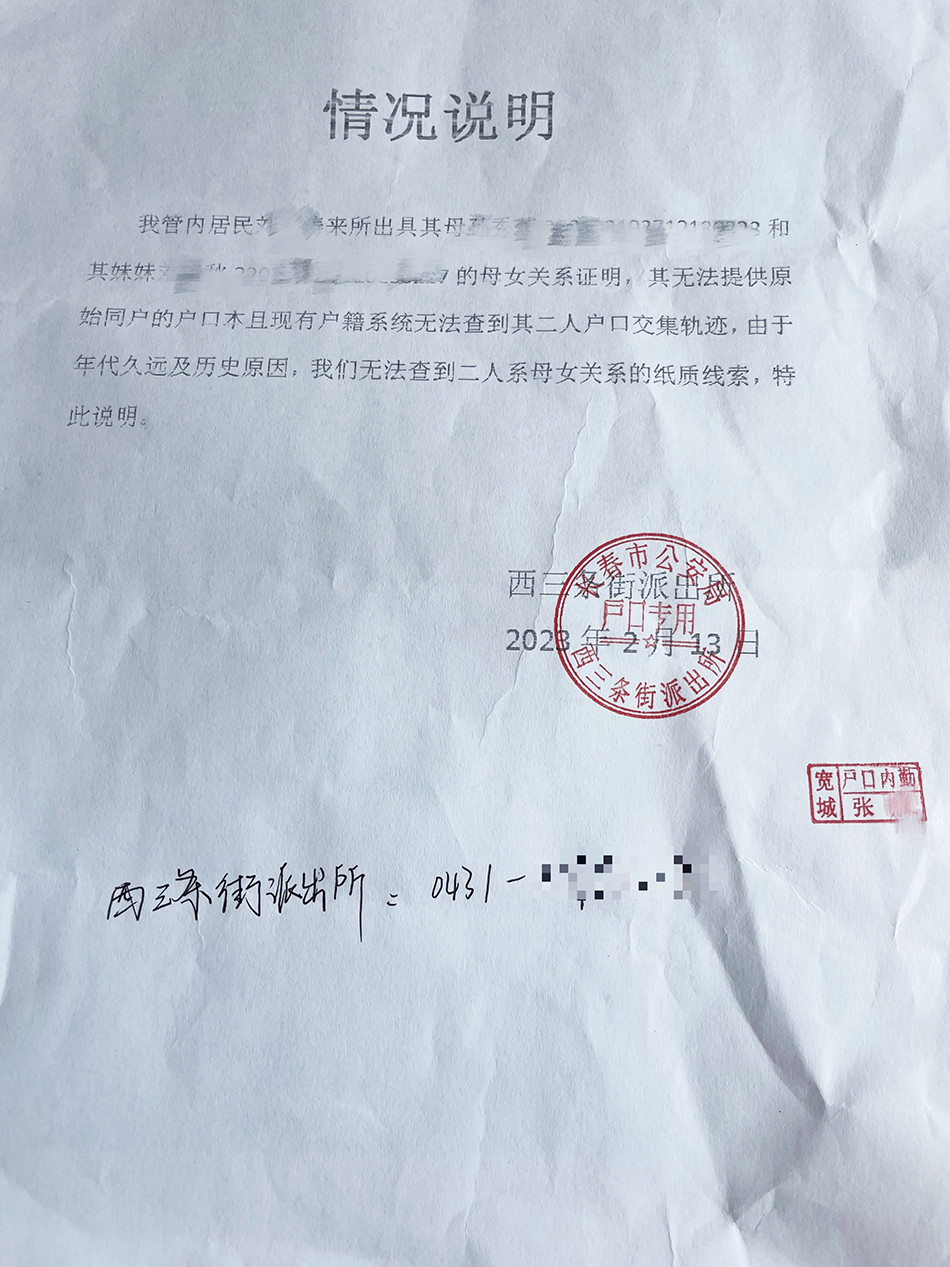 情况说明
我管内居民刘 来所出具其母 和
其妹妹 的母女关系证明，其无法提供原
始同户的户口本且现有户籍系统无法查到其二人户口交集轨迹，由于
年代久远及历史原因，我们无法查到二人系母女关系的纸质线索，特
此说明。
西三条街派出所
2023 年 2 月 13 日
长春市公安局
户口专用
西三条街派出所
宽城
户口内勤
张
西三条街派出所：0431-